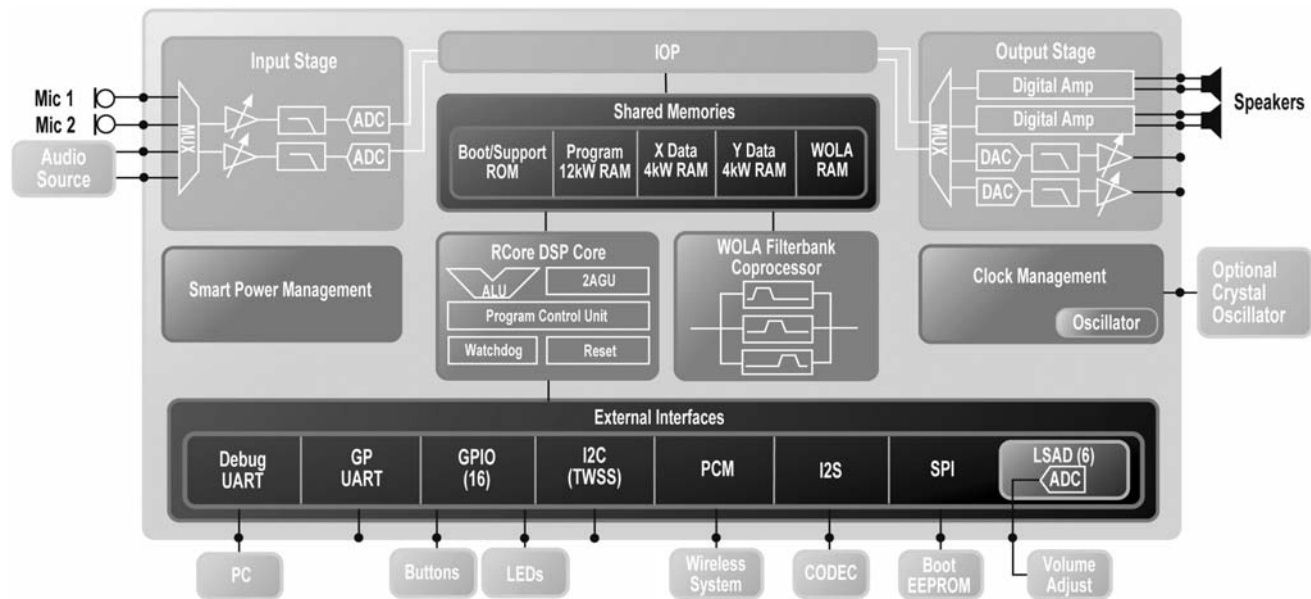 Input Stage
IOP
Output Stage
Mic 1
Mic 2
Audio
Source
MUX
ADC
ADC
Shared Memories
Boot/Support
ROM
Program
12kW RAM
X Data
4kW RAM
Y Data
4kW RAM
WOLA
RAM
MUX
Digital Amp
Digital Amp
DAC
DAC
Speakers
Smart Power Management
RCore DSP Core
ALU
2AGU
Program Control Unit
Watchdog
Reset
WOLA Filterbank
Coprocessor
Clock Management
Oscillator
Optional
Crystal
Oscillator
External Interfaces
Debug
UART
GP
UART
GPIO
(16)
I2C
(TWSS)
PCM
I2S
SPI
LSAD (6)
ADC
PC
Buttons
LEDs
Wireless
System
CODEC
Boot
EEPROM
Volume
Adjust